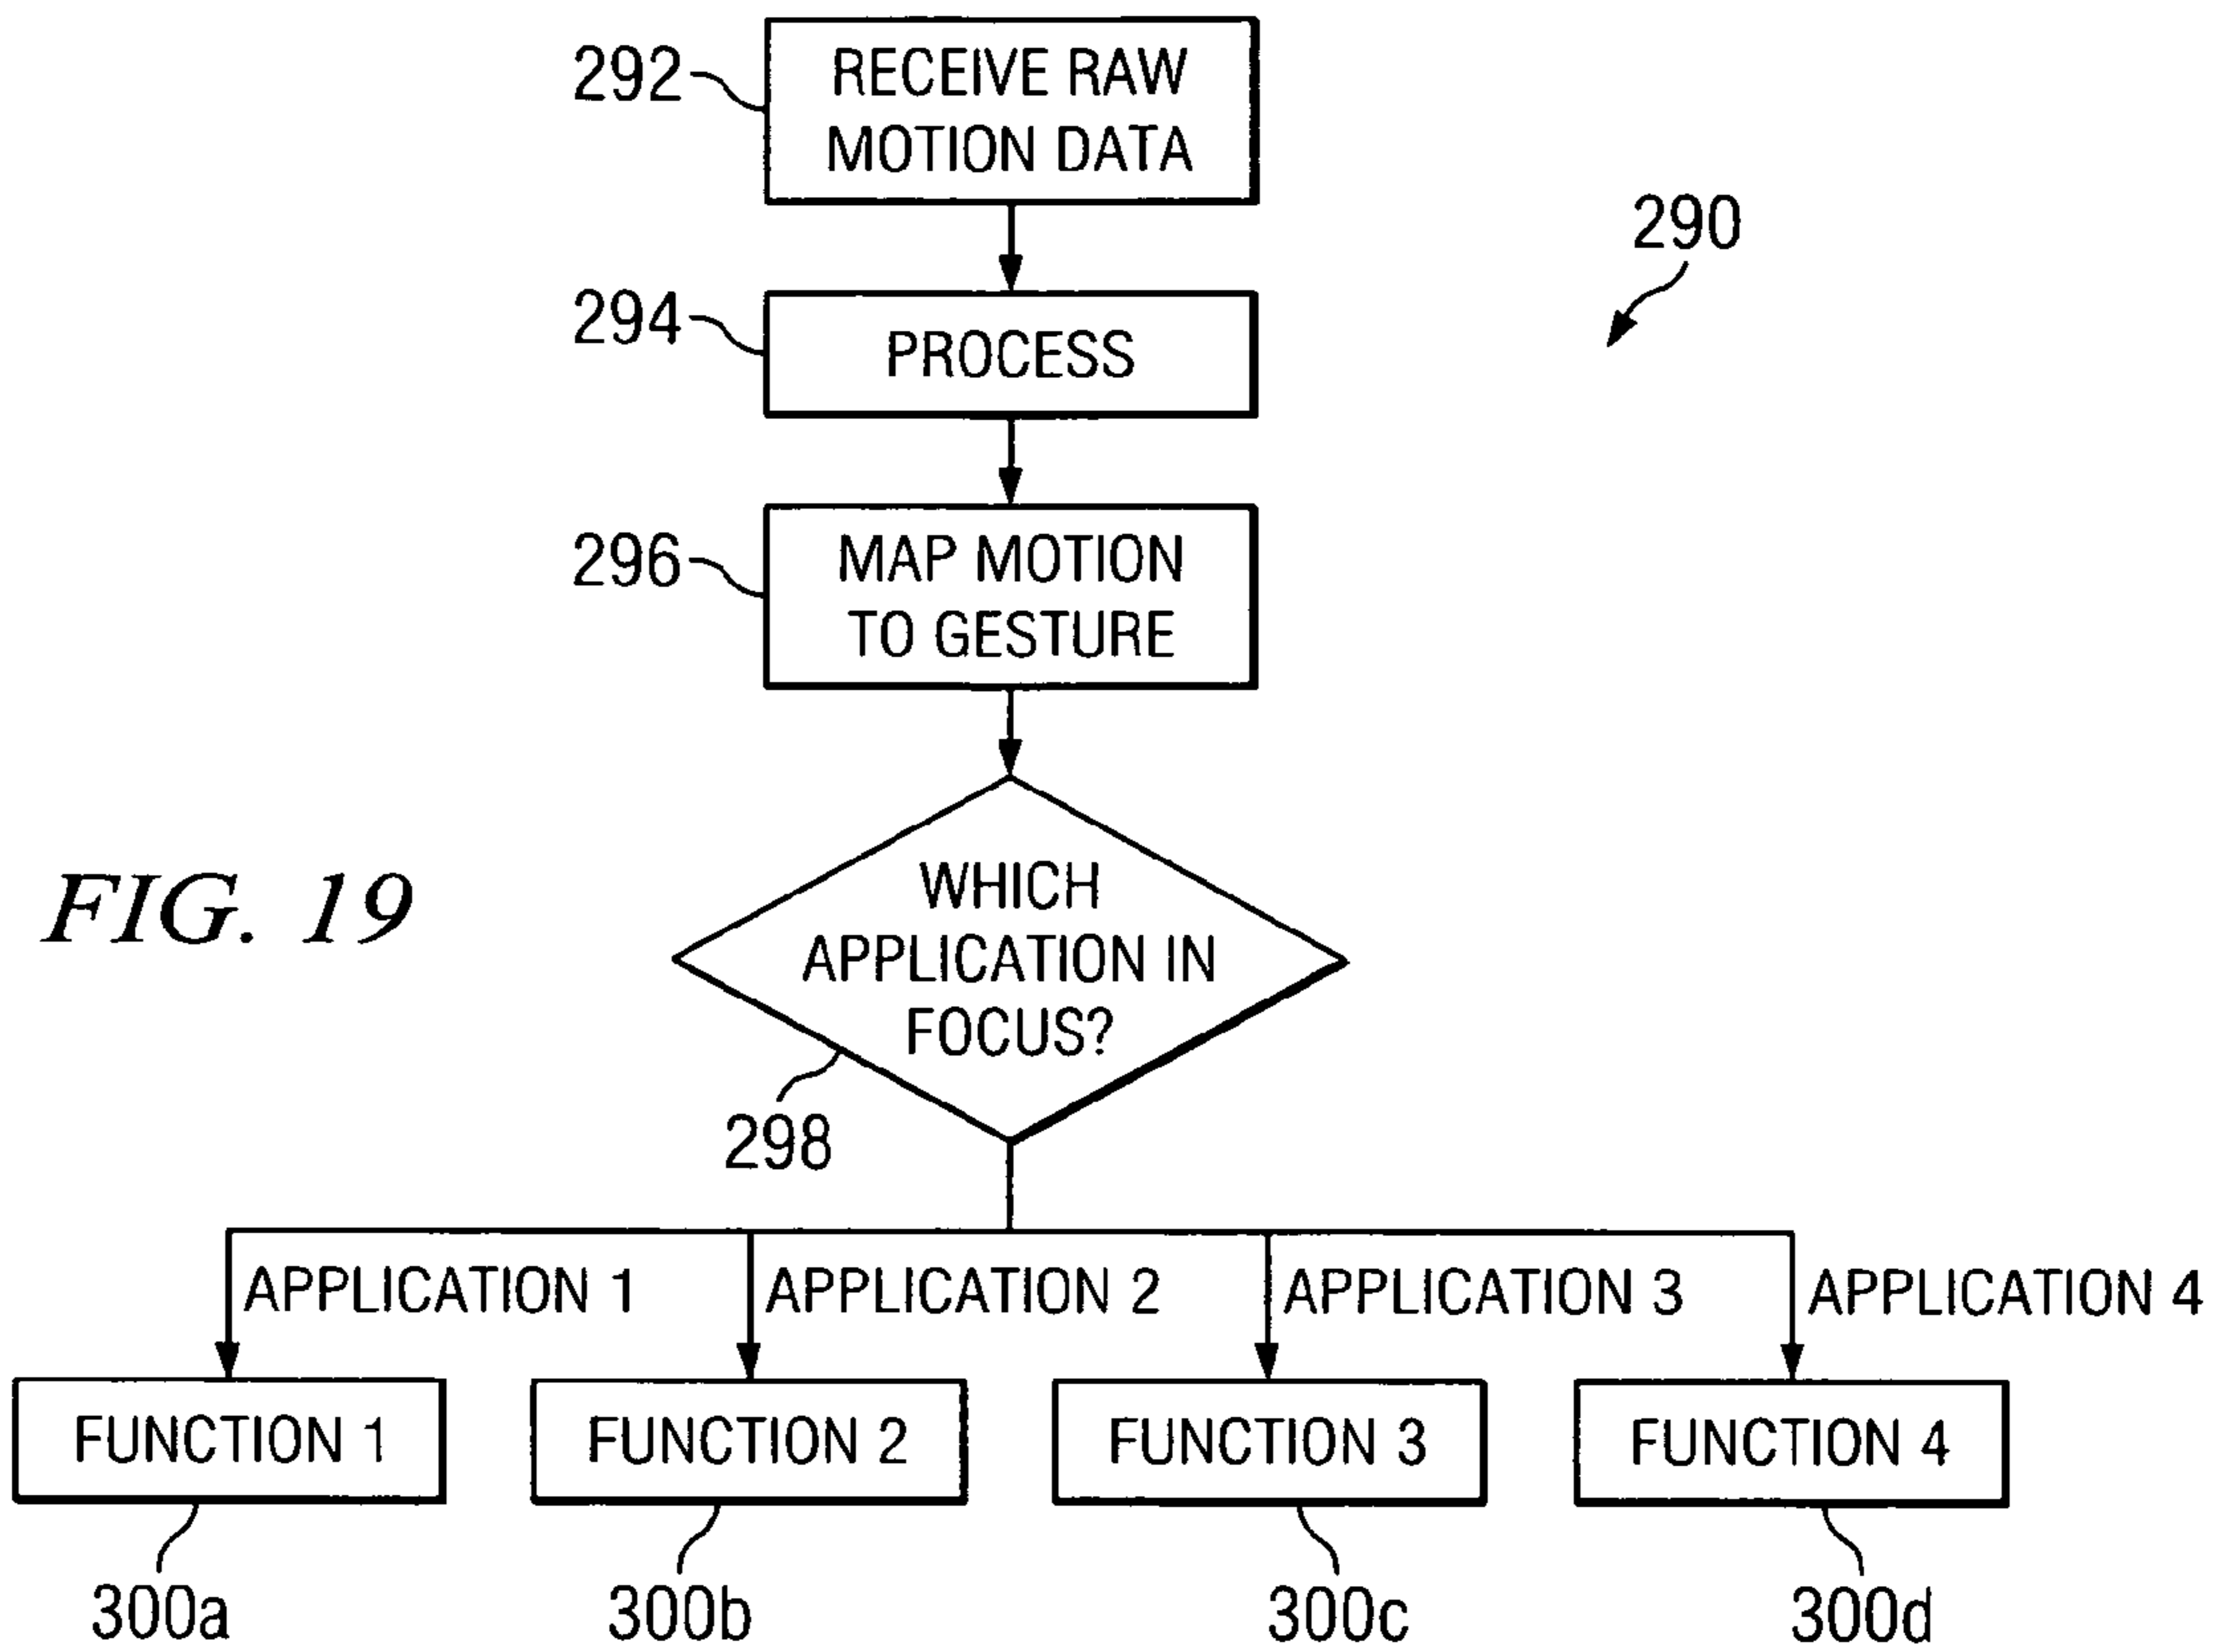 292
RECEIVE RAW
MOTION DATA
290
294
PROCESS
296
MAP MOTION
TO GESTURE
FIG. 19
WHICH
APPLICATION IN
FOCUS?
298
APPLICATION 1
APPLICATION 2
APPLICATION 3
APPLICATION 4
FUNCTION 1
FUNCTION 2
FUNCTION 3
FUNCTION 4
300a
300b
300c
300d